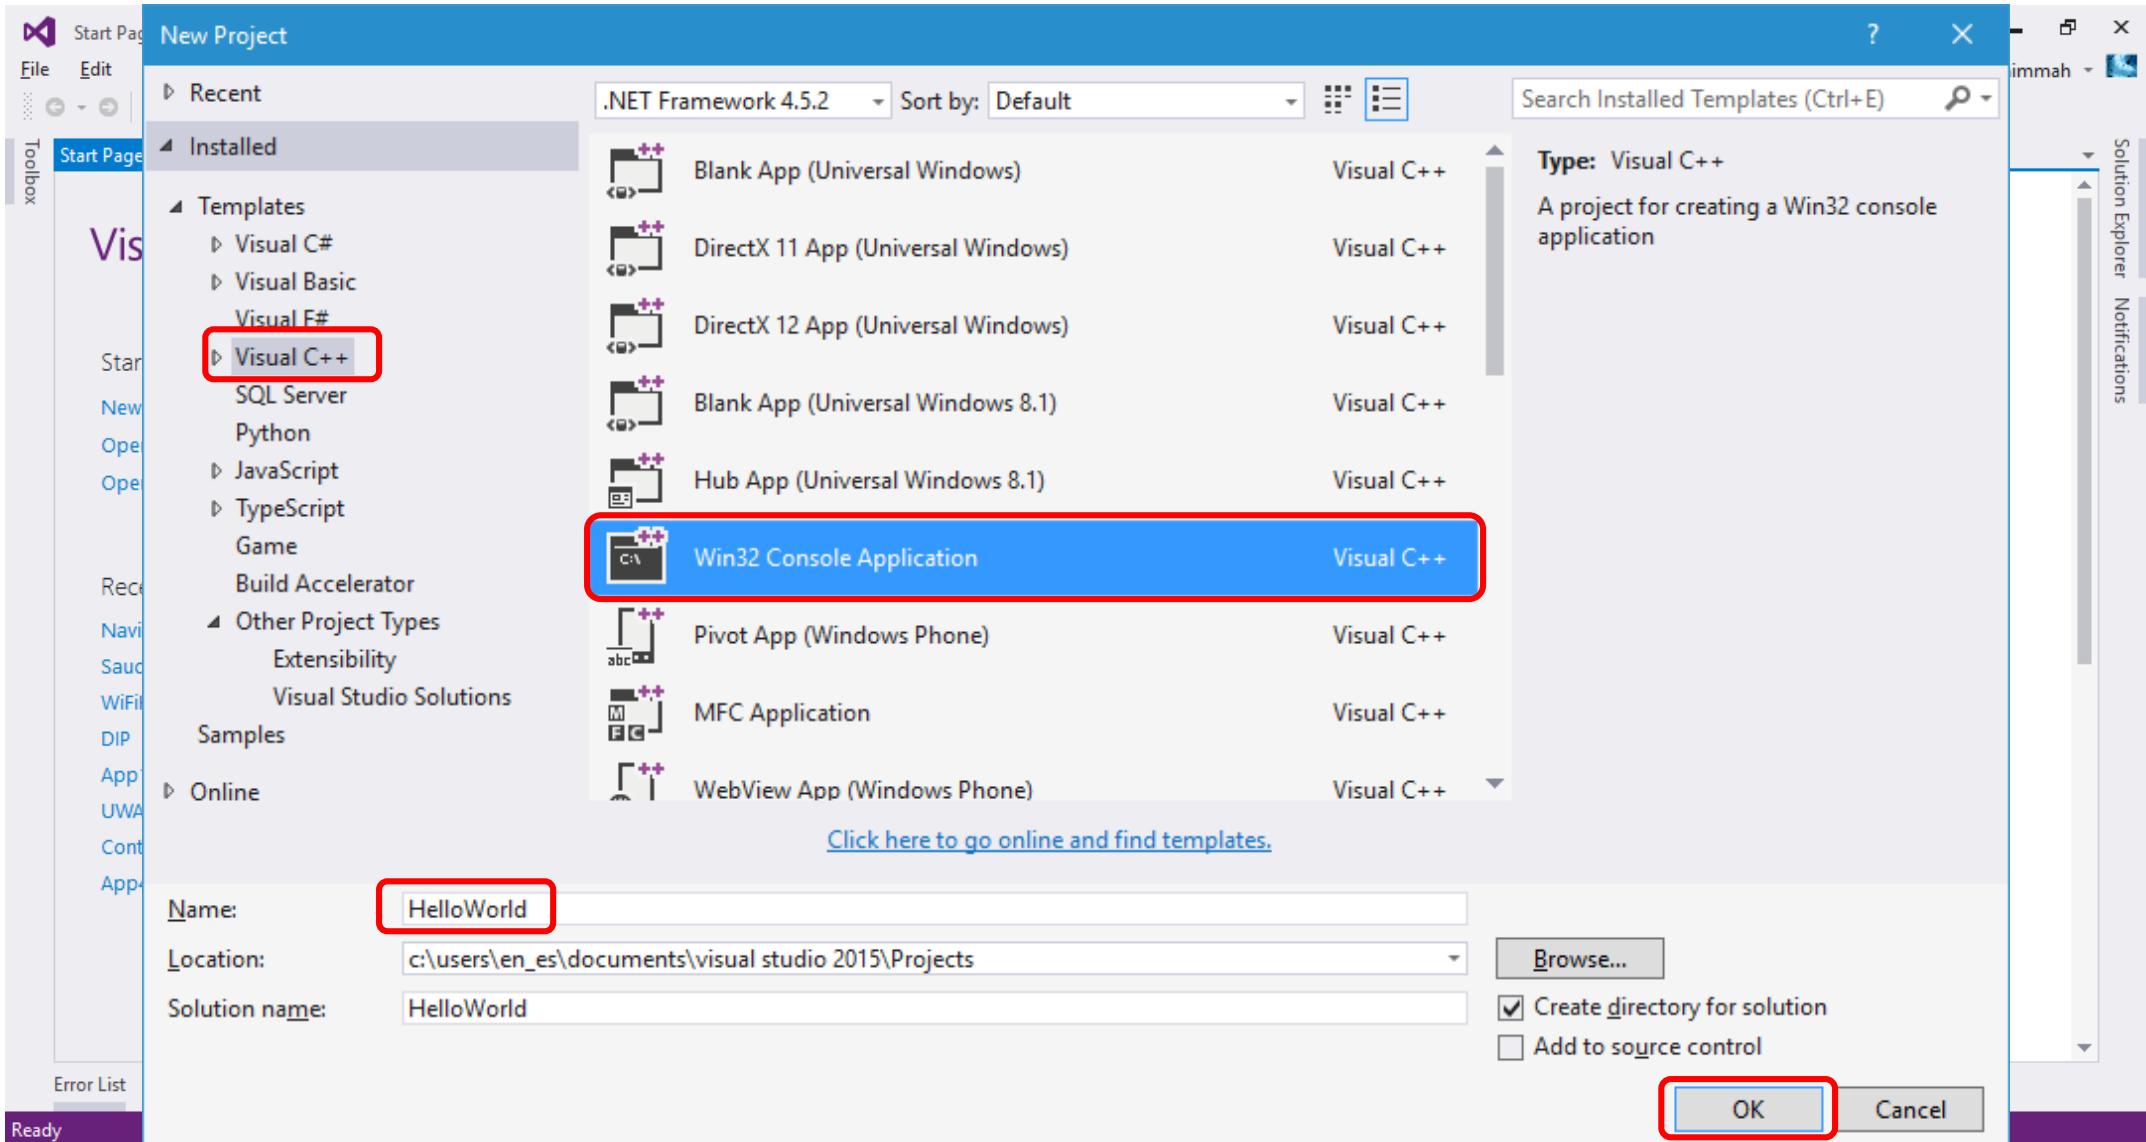 Start Pag
New Project
File Edit
immah
Toolbox
Start Page
Vis
Star
New
Ope
Ope
Rece
Navi
Saud
WiFi
DIP
App
UWA
Cont
App
Error List
Ready
Recent
Installed
Templates
Visual C#
Visual Basic
Visual F#
Visual C++
SQL Server
Python
JavaScript
TypeScript
Game
Build Accelerator
Other Project Types
Extensibility
Visual Studio Solutions
Samples
Online
.NET Framework 4.5.2 Sort by: Default
Blank App (Universal Windows) Visual C++
DirectX 11 App (Universal Windows) Visual C++
DirectX 12 App (Universal Windows) Visual C++
Blank App (Universal Windows 8.1) Visual C++
Hub App (Universal Windows 8.1) Visual C++
C:\ Win32 Console Application Visual C++
abc Pivot App (Windows Phone) Visual C++
MFC MFC Application Visual C++
WebView App (Windows Phone) Visual C++
Click here to go online and find templates.
Search Installed Templates (Ctrl+E)
Type: Visual C++
A project for creating a Win32 console
application
Solution Explorer
Notifications
Name: HelloWorld
Location: c:\users\en_es\documents\visual studio 2015\Projects
Browse...
Solution name: HelloWorld
Create directory for solution
Add to source control
OK
Cancel